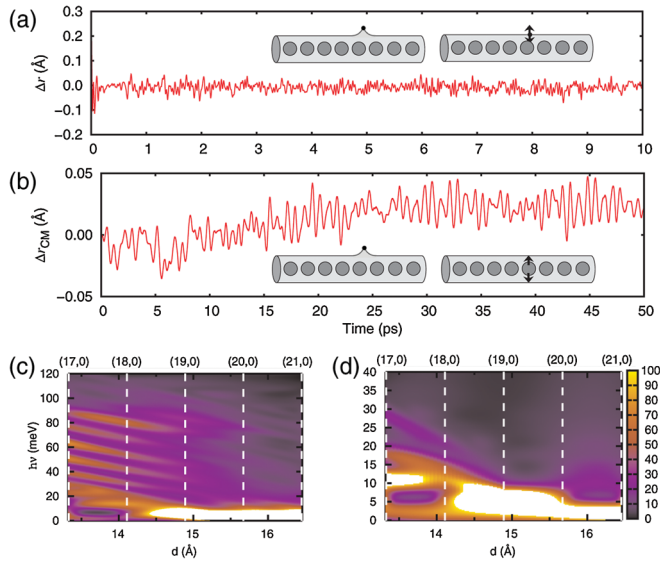 (a)
0.3
0.2
0.1
0.0
−0.1
−0.2
Δr (Å)
0 1 2 3 4 5 6 7 8 9 10
(b)
0.05
0.00
−0.05
Δr_CM (Å)
0 5 10 15 20 25 30 35 40 45 50
Time (ps)
(c)
(17,0) (18,0) (19,0) (20,0) (21,0)
120
100
80
60
40
20
0
hν (meV)
14 15 16
d (Å)
(d)
(17,0) (18,0) (19,0) (20,0) (21,0)
40
35
30
25
20
15
10
5
0
14 15 16
d (Å)
100
90
80
70
60
50
40
30
20
10
0